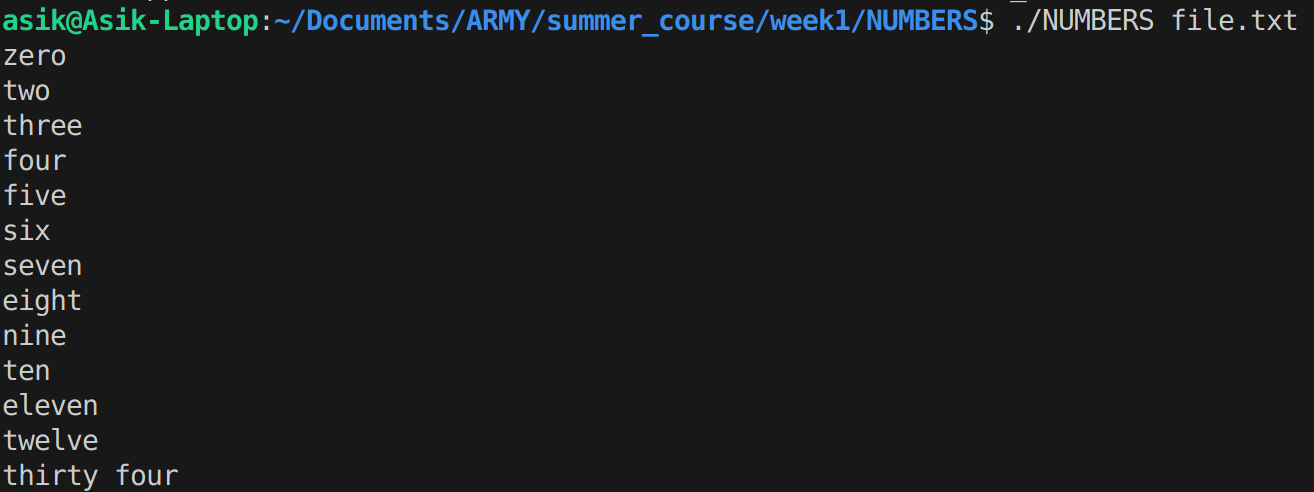 asik@Asik-Laptop:~/Documents/ARMY/summer_course/week1/NUMBERS$ ./NUMBERS file.txt
zero
two
three
four
five
six
seven
eight
nine
ten
eleven
twelve
thirty four